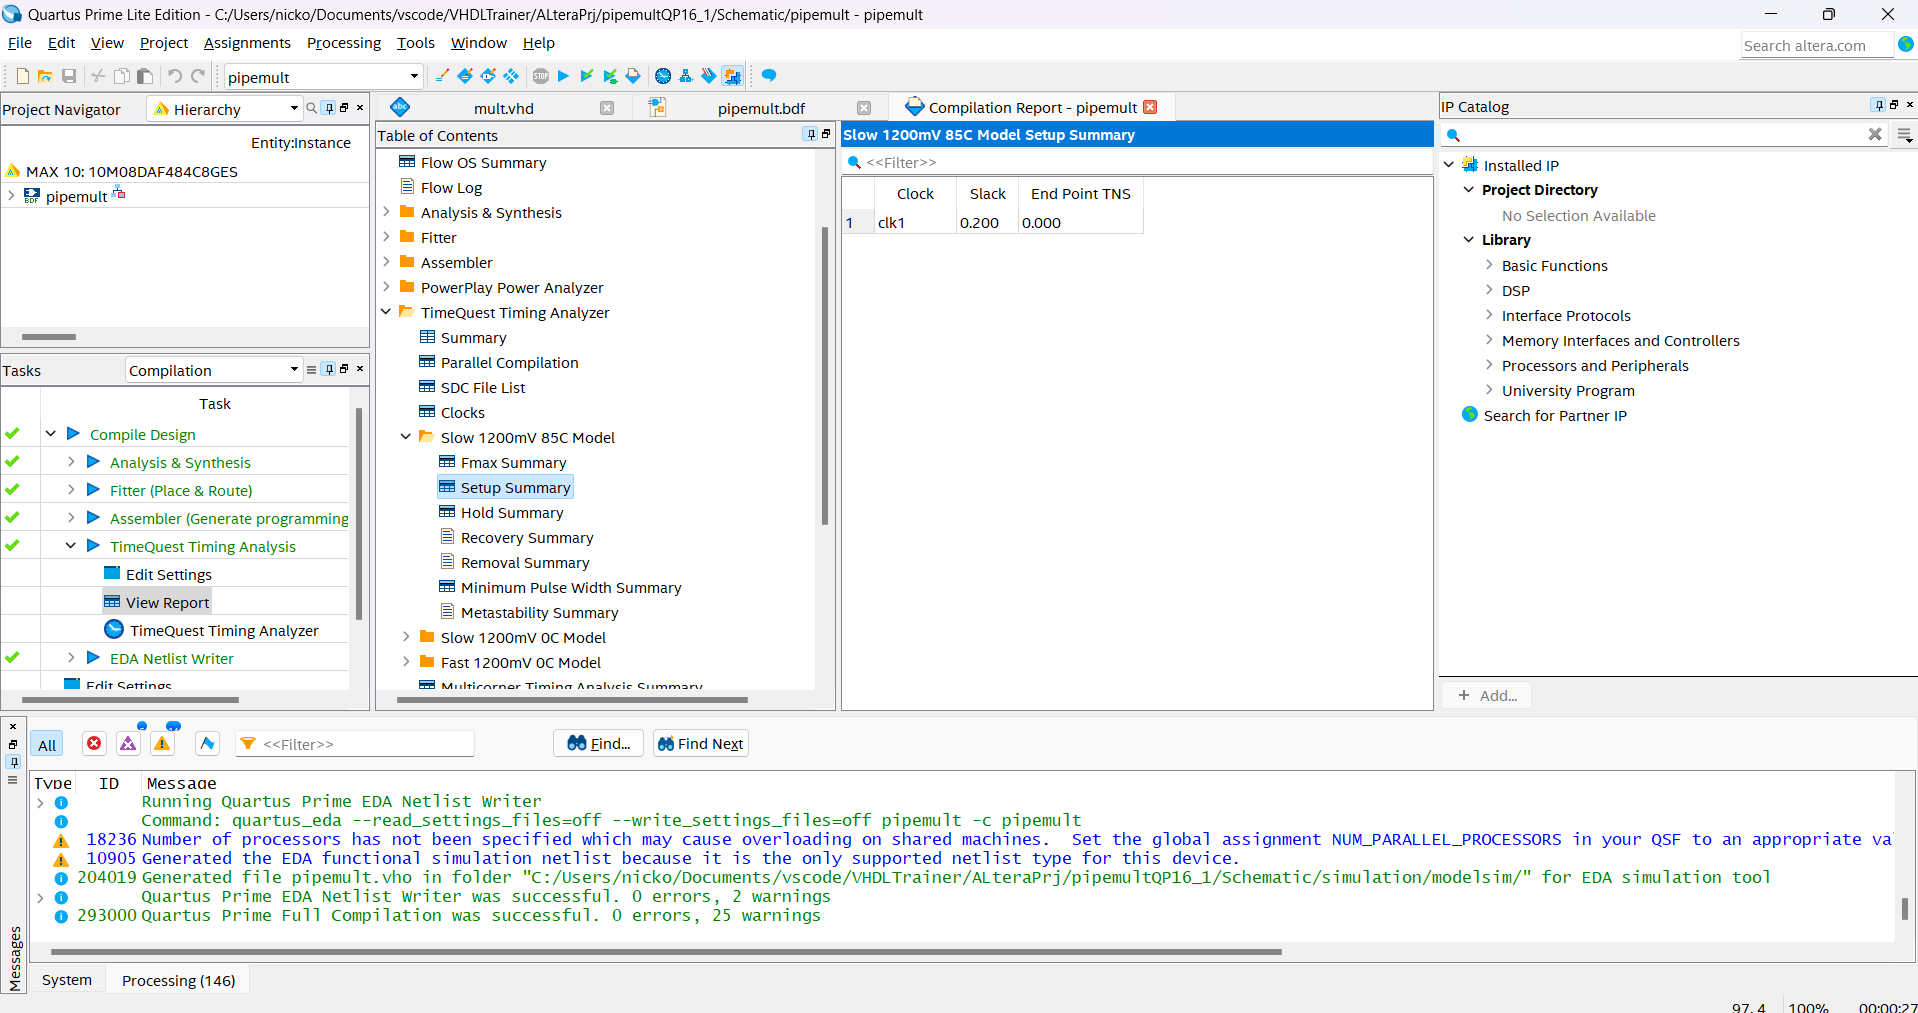 Quartus Prime Lite Edition - C:/Users/nicko/Documents/vscode/VHDLTrainer/ALteraPrj/pipemultQP16_1/Schematic/pipemult - pipemult
File Edit View Project Assignments Processing Tools Window Help
Search altera.com
pipemult
STOP
Project Navigator Hierarchy
Entity:Instance
MAX 10: 10M08DAF484C8GES
BDF pipemult
Tasks Compilation
Task
Compile Design
Analysis & Synthesis
Fitter (Place & Route)
Assembler (Generate programming
TimeQuest Timing Analysis
Edit Settings
View Report
TimeQuest Timing Analyzer
EDA Netlist Writer
Edit Settings
abc mult.vhd pipemult.bdf Compilation Report - pipemult
Table of Contents
Flow OS Summary
Flow Log
Analysis & Synthesis
Fitter
Assembler
PowerPlay Power Analyzer
TimeQuest Timing Analyzer
Summary
Parallel Compilation
SDC File List
Clocks
Slow 1200mV 85C Model
Fmax Summary
Setup Summary
Hold Summary
Recovery Summary
Removal Summary
Minimum Pulse Width Summary
Metastability Summary
Slow 1200mV 0C Model
Fast 1200mV 0C Model
Multicorner Timing Analysis Summary
Slow 1200mV 85C Model Setup Summary
<<Filter>>
Clock Slack End Point TNS
1 clk1 0.200 0.000
IP Catalog
Installed IP
Project Directory
No Selection Available
Library
Basic Functions
DSP
Interface Protocols
Memory Interfaces and Controllers
Processors and Peripherals
University Program
Search for Partner IP
+ Add...
All <<Filter>> Find... Find Next
Type ID Message
Running Quartus Prime EDA Netlist Writer
Command: quartus_eda --read_settings_files=off --write_settings_files=off pipemult -c pipemult
18236 Number of processors has not been specified which may cause overloading on shared machines. Set the global assignment NUM_PARALLEL_PROCESSORS in your QSF to an appropriate va
10905 Generated the EDA functional simulation netlist because it is the only supported netlist type for this device.
204019 Generated file pipemult.vho in folder "C:/Users/nicko/Documents/vscode/VHDLTrainer/ALteraPrj/pipemultQP16_1/Schematic/simulation/modelsim/" for EDA simulation tool
Quartus Prime EDA Netlist Writer was successful. 0 errors, 2 warnings
293000 Quartus Prime Full Compilation was successful. 0 errors, 25 warnings
Messages
System Processing (146)
97, 4 100% 00:00:27